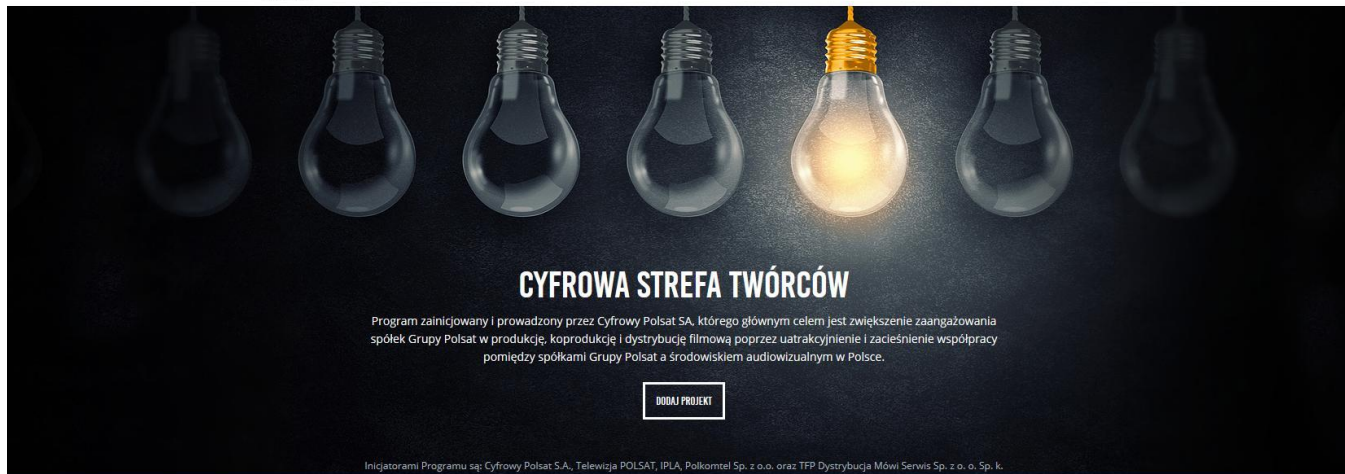 CYFROWA STREFA TWÓRCÓW
Program zainicjowany i prowadzony przez Cyfrowy Polsat SA, którego głównym celem jest zwiększenie zaangażowania
spółek Grupy Polsat w produkcję, koprodukcję i dystrybucję filmową poprzez uatrakcyjnienie i zacieśnienie współpracy
pomiędzy spółkami Grupy Polsat a środowiskiem audiowizualnym w Polsce.
DODAJ PROJEKT
Inicjatorami Programu są: Cyfrowy Polsat S.A., Telewizja POLSAT, IPLA, Polkomtel Sp. z o.o. oraz TFP Dystrybucja Mówi Serwis Sp. z o. o. Sp. k.